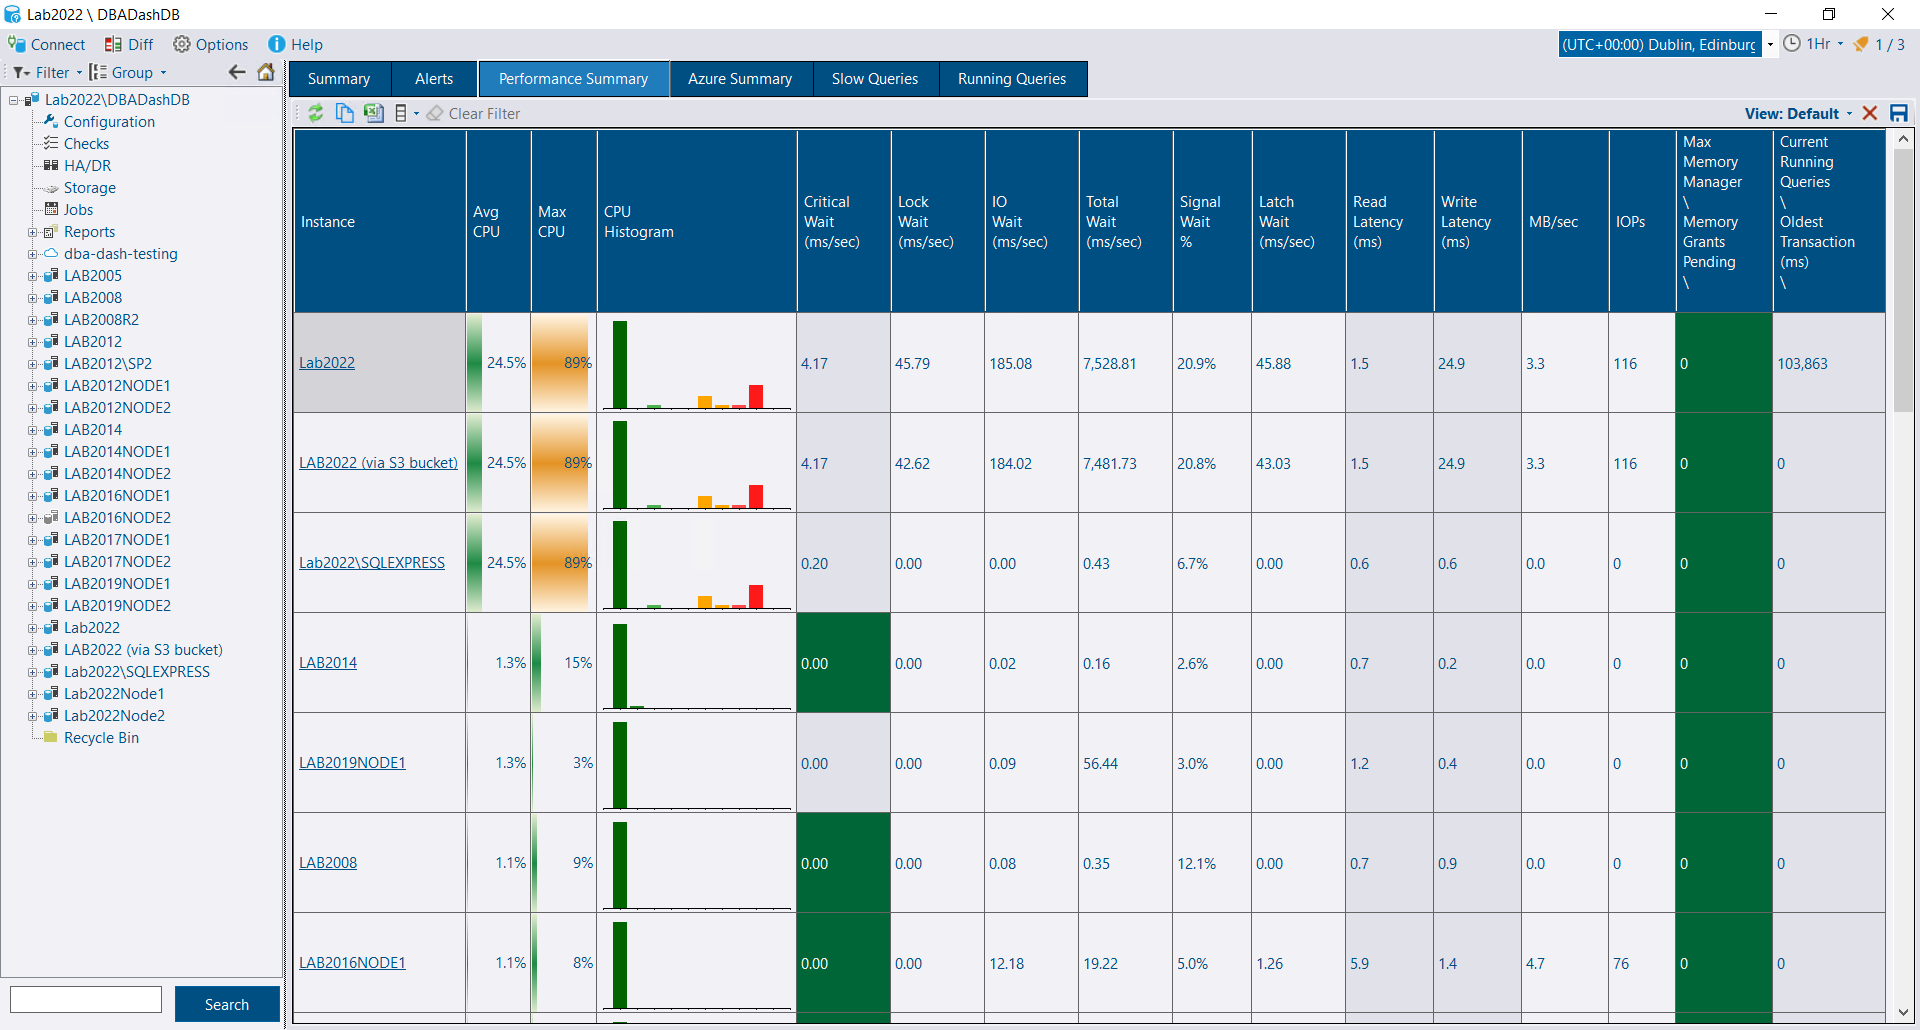 Lab2022 \ DBADashDB
Connect Diff Options Help
(UTC+00:00) Dublin, Edinburg 1Hr 1 / 3
Filter Group
Summary Alerts Performance Summary Azure Summary Slow Queries Running Queries
Clear Filter View: Default
Lab2022\DBADashDB
Configuration
Checks
HA/DR
Storage
Jobs
Reports
dba-dash-testing
LAB2005
LAB2008
LAB2008R2
LAB2012
LAB2012\SP2
LAB2012NODE1
LAB2012NODE2
LAB2014
LAB2014NODE1
LAB2014NODE2
LAB2016NODE1
LAB2016NODE2
LAB2017NODE1
LAB2017NODE2
LAB2019NODE1
LAB2019NODE2
Lab2022
LAB2022 (via S3 bucket)
Lab2022\SQLEXPRESS
Lab2022Node1
Lab2022Node2
Recycle Bin
Search
Instance
Avg
CPU
Max
CPU
CPU
Histogram
Critical
Wait
(ms/sec)
Lock
Wait
(ms/sec)
IO
Wait
(ms/sec)
Total
Wait
(ms/sec)
Signal
Wait
%
Latch
Wait
(ms/sec)
Read
Latency
(ms)
Write
Latency
(ms)
MB/sec
IOPs
Max
Memory
Manager
\
Memory
Grants
Pending
\
Current
Running
Queries
\
Oldest
Transaction
(ms)
\
Lab2022 24.5% 89% 4.17 45.79 185.08 7,528.81 20.9% 45.88 1.5 24.9 3.3 116 0 103,863
LAB2022 (via S3 bucket) 24.5% 89% 4.17 42.62 184.02 7,481.73 20.8% 43.03 1.5 24.9 3.3 116 0 0
Lab2022\SQLEXPRESS 24.5% 89% 0.20 0.00 0.00 0.43 6.7% 0.00 0.6 0.6 0.0 0 0 0
LAB2014 1.3% 15% 0.00 0.00 0.02 0.16 2.6% 0.00 0.7 0.2 0.0 0 0 0
LAB2019NODE1 1.3% 3% 0.00 0.00 0.09 56.44 3.0% 0.00 1.2 0.4 0.0 0 0 0
LAB2008 1.1% 9% 0.00 0.00 0.08 0.35 12.1% 0.00 0.7 0.9 0.0 0 0 0
LAB2016NODE1 1.1% 8% 0.00 0.00 12.18 19.22 5.0% 1.26 5.9 1.4 4.7 76 0 0